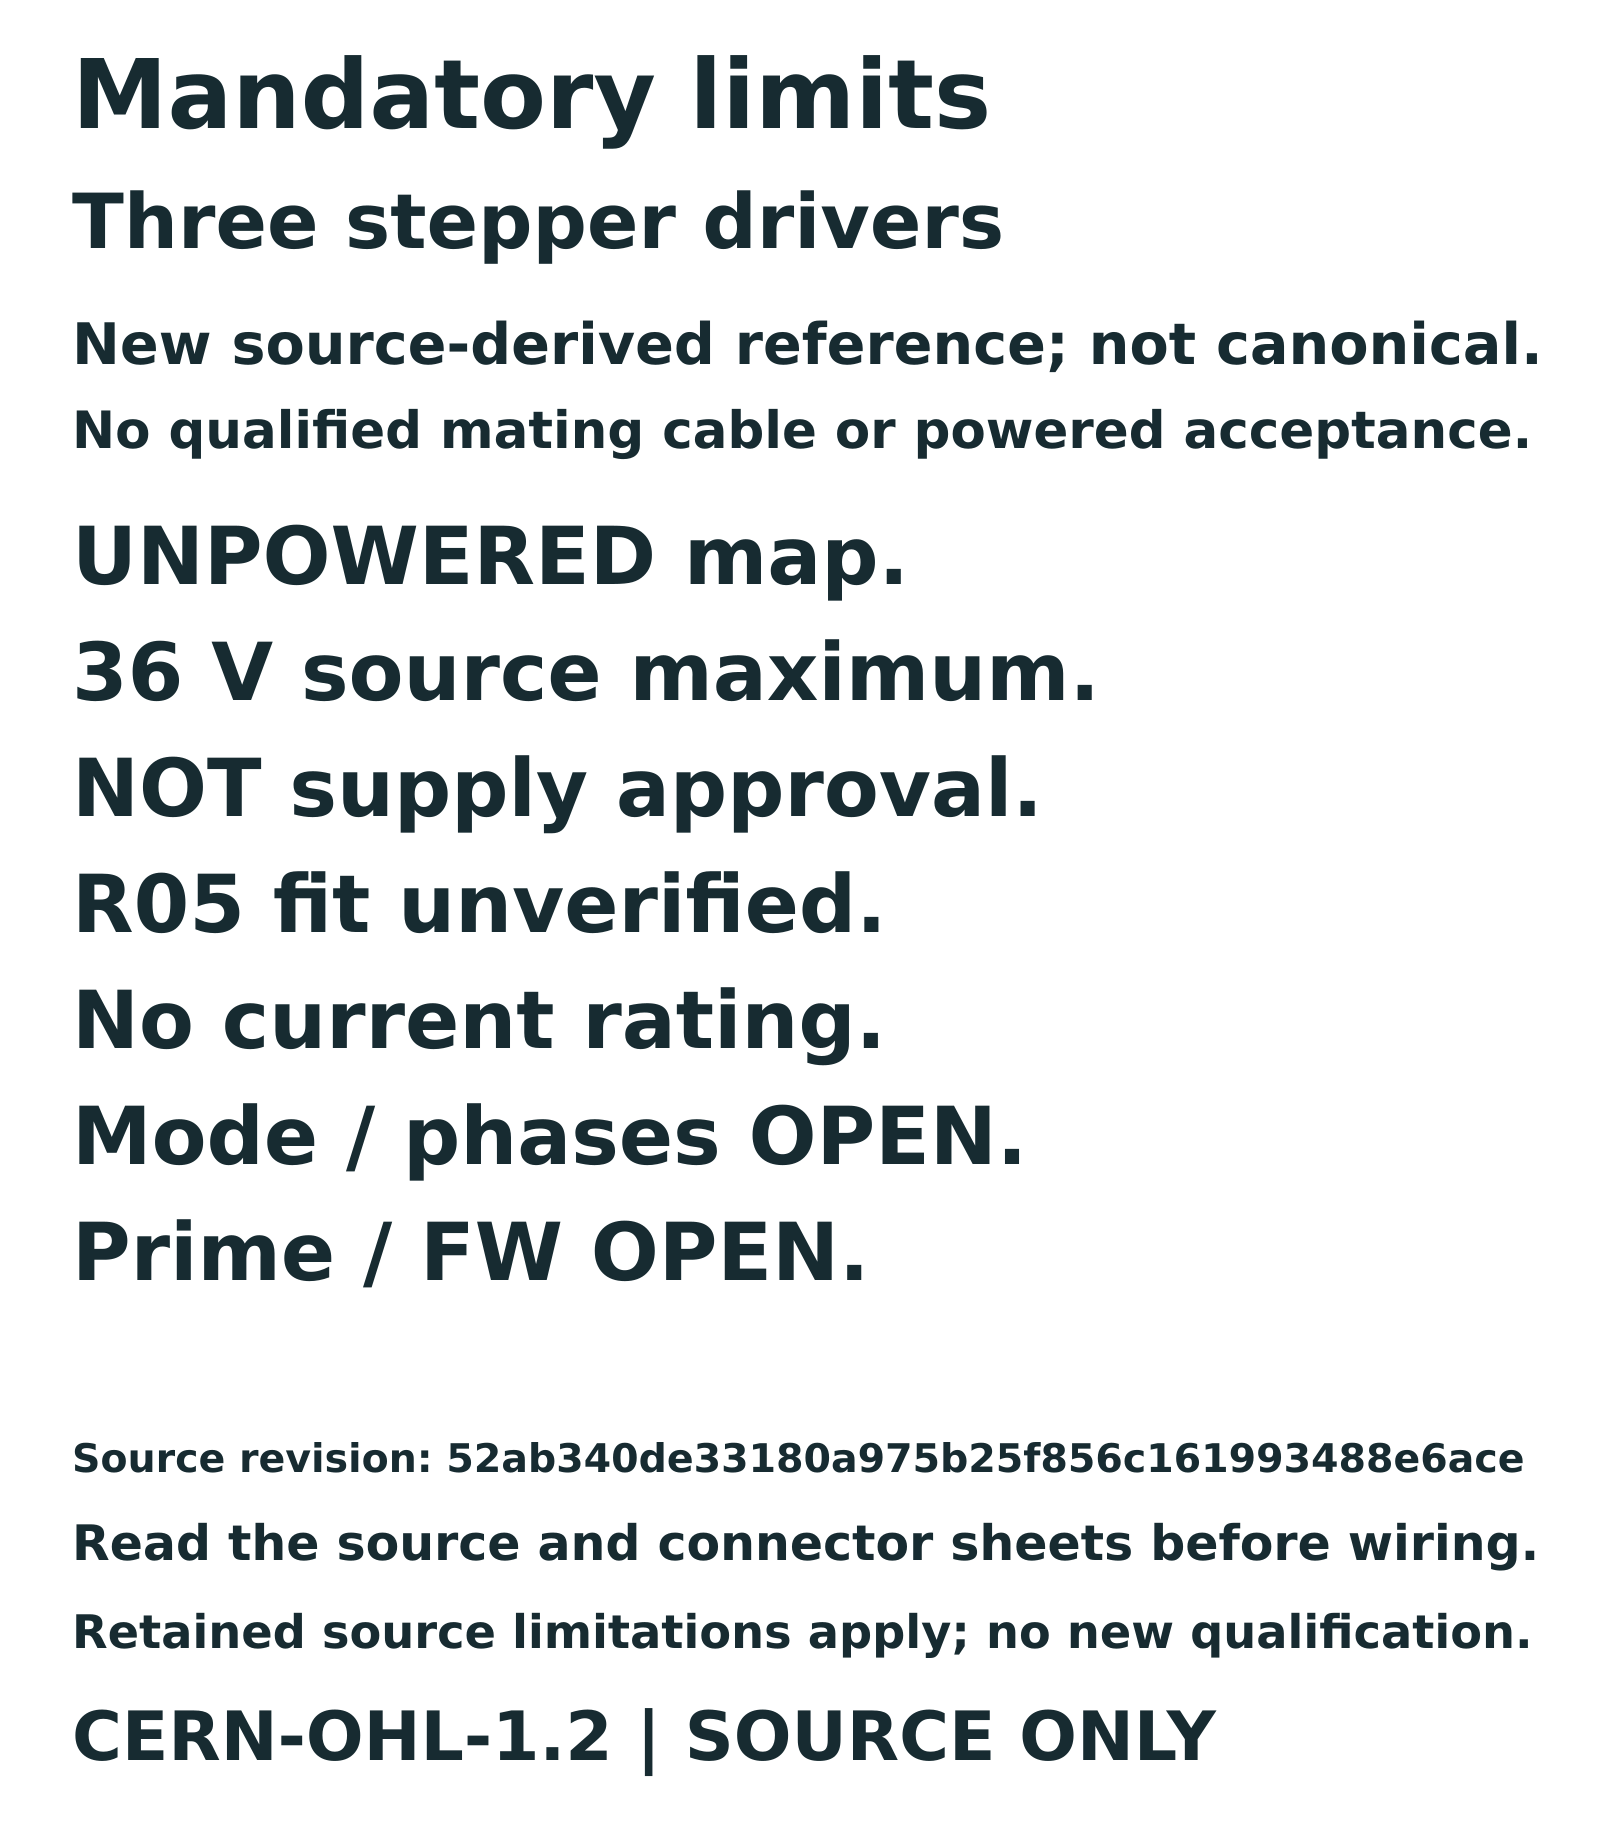 Mandatory limits
Three stepper drivers
New source-derived reference; not canonical.
No qualified mating cable or powered acceptance.
UNPOWERED map.
36 V source maximum.
NOT supply approval.
R05 fit unverified.
No current rating.
Mode / phases OPEN.
Prime / FW OPEN.
Source revision: 52ab340de33180a975b25f856c161993488e6ace
Read the source and connector sheets before wiring.
Retained source limitations apply; no new qualification.
CERN-OHL-1.2 | SOURCE ONLY